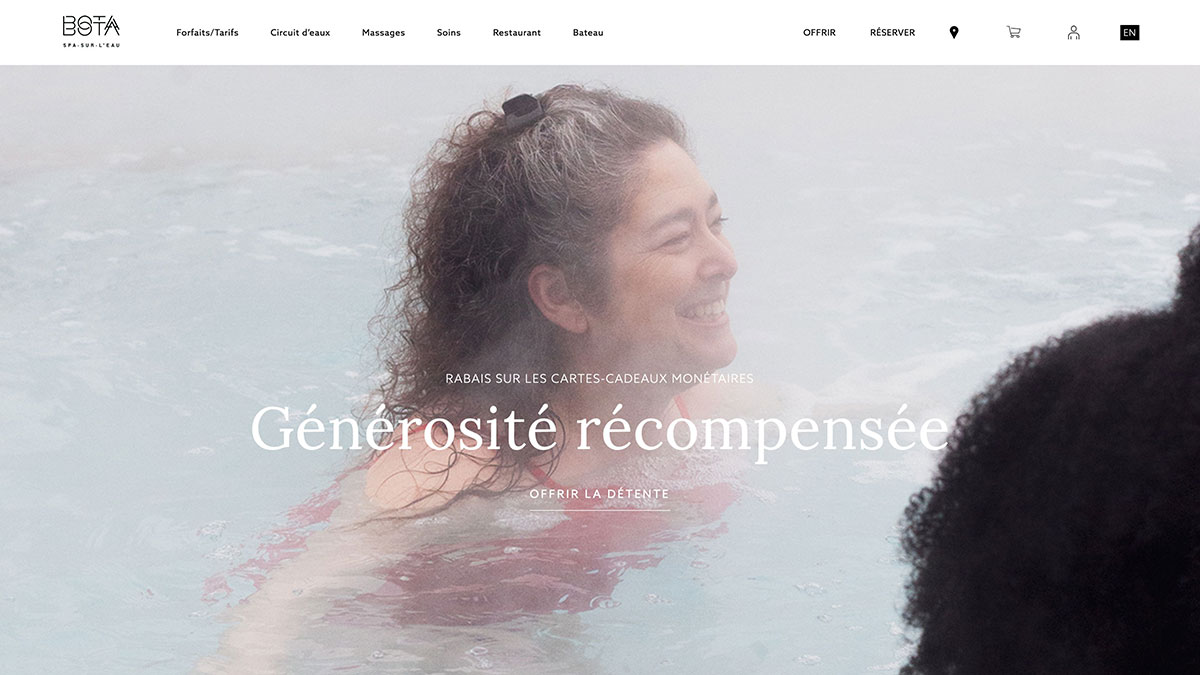 BOTA
BOTA
SPA·SUR·L'EAU
Forfaits/Tarifs
Circuit d'eaux
Massages
Soins
Restaurant
Bateau
OFFRIR
RÉSERVER
EN
RABAIS SUR LES CARTES-CADEAUX MONÉTAIRES
Générosité récompensée
OFFRIR LA DÉTENTE